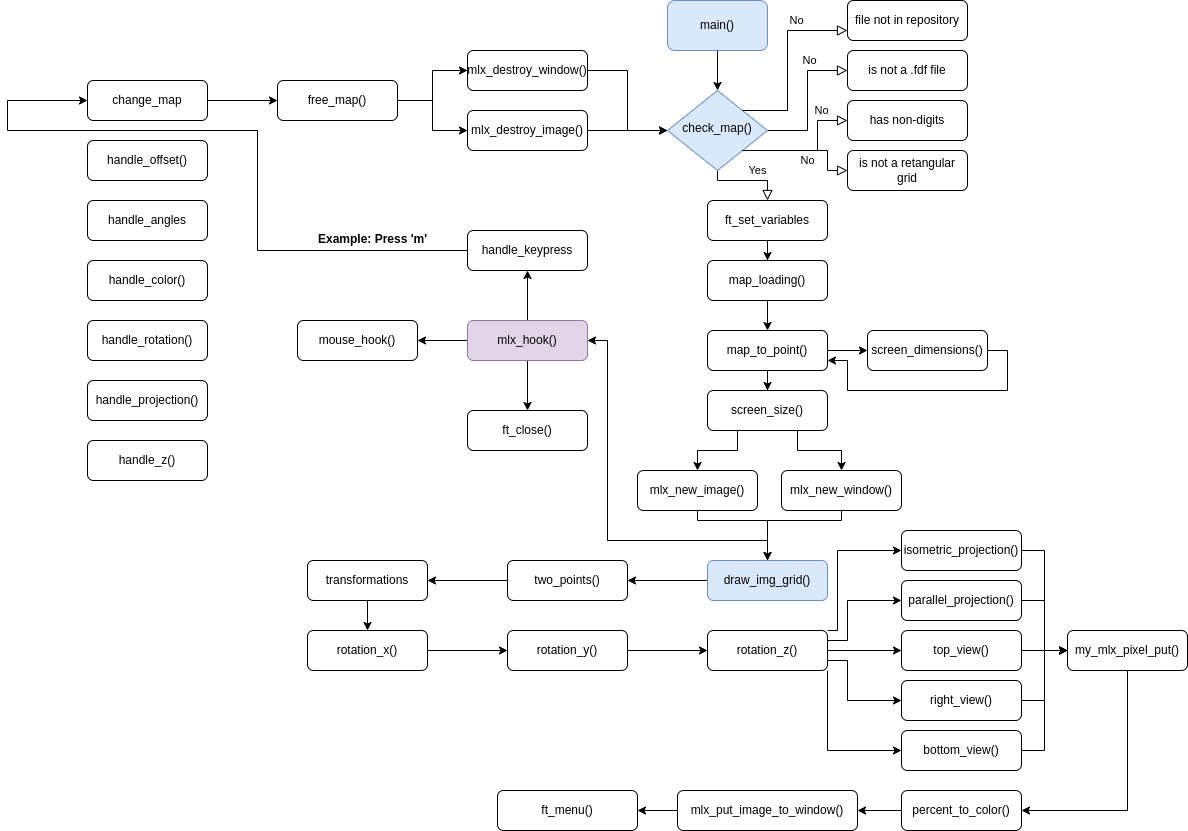 main()
No
file not in repository
No
is not a .fdf file
mlx_destroy_window()
change_map
free_map()
No
has non-digits
mlx_destroy_image()
check_map()
handle_offset()
No
is not a retangular
grid
Yes
handle_angles
ft_set_variables
Example: Press 'm'
handle_keypress
handle_color()
map_loading()
handle_rotation()
mouse_hook()
mlx_hook()
map_to_point()
screen_dimensions()
handle_projection()
screen_size()
ft_close()
handle_z()
mlx_new_image()
mlx_new_window()
isometric_projection()
transformations
two_points()
draw_img_grid()
parallel_projection()
rotation_x()
rotation_y()
rotation_z()
top_view()
my_mlx_pixel_put()
right_view()
bottom_view()
ft_menu()
mlx_put_image_to_window()
percent_to_color()